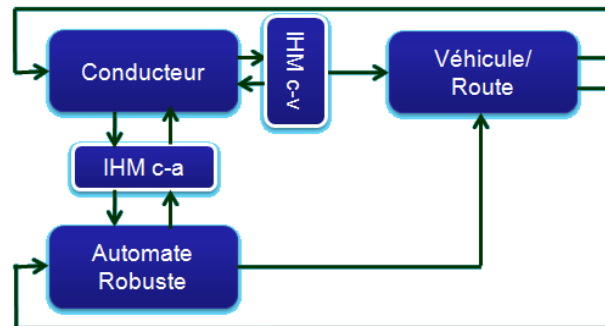 Conducteur
IHM c-v
Véhicule/
Route
IHM c-a
Automate
Robuste